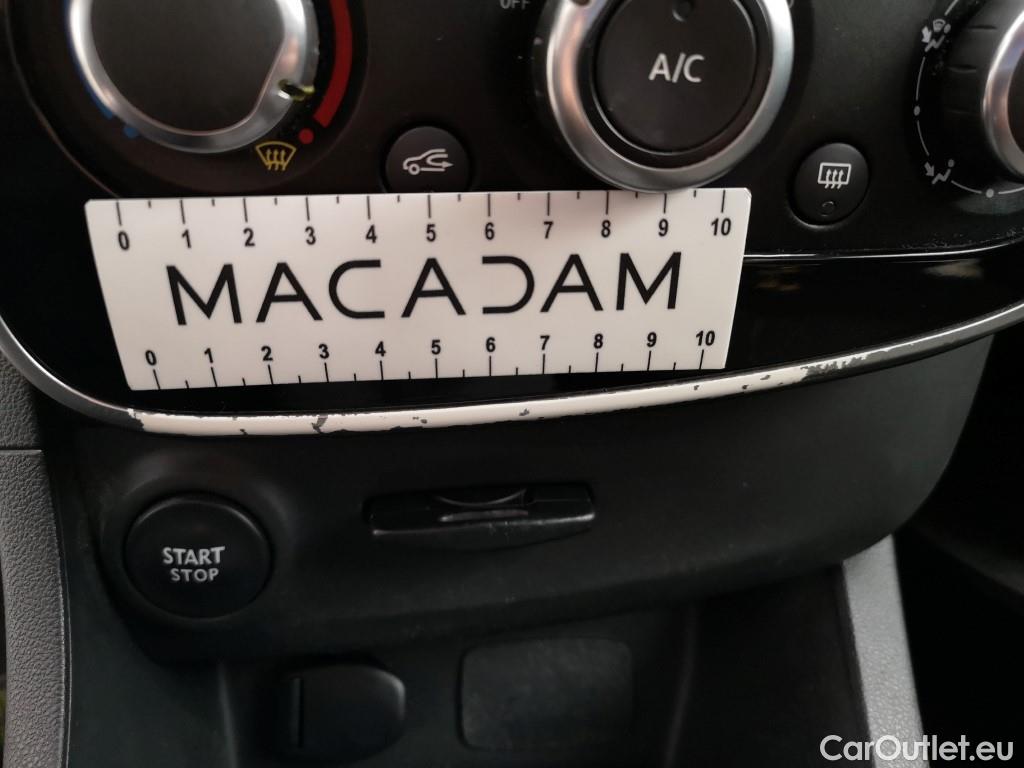 OFF
A/C
0 1 2 3 4 5 6 7 8 9 10
MACADAM
0 1 2 3 4 5 6 7 8 9 10
START
STOP
CarOutlet.eu